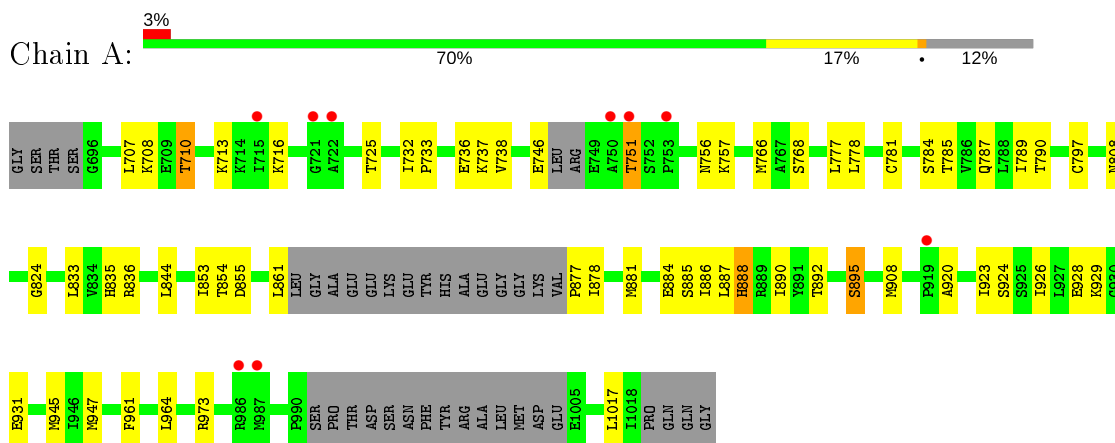 3%
Chain A:
70% 17% • 12%
GLY SER THR SER G696 L707 K708 E709 T710 K713 K714 I715 K716 G721 A722 T725 I732 P733 E736 K737 V738 E746 LEU ARG E749 A750 T751 S752 P753 N756 K757 M766 A767 S768 L777 L778 C781 S784 T785 V786 Q787 L788 I789 T790 C797 N808
G824 L833 V834 H835 R836 L844 I853 T854 D855 L861 LEU GLY ALA GLU GLU LYS GLU TYR HIS ALA GLU GLY GLY LYS VAL P877 I878 M881 E884 S885 I886 L887 H888 R889 I890 Y891 T892 S895 M908 P919 A920 I923 S924 S925 I926 L927 E928 K929 G930
E931 M945 I946 M947 F961 L964 R973 R986 M987 P990 SER PRO THR ASP SER ASN PHE TYR ARG ALA LEU MET ASP GLU E1005 L1017 I1018 PRO GLN GLN GLY